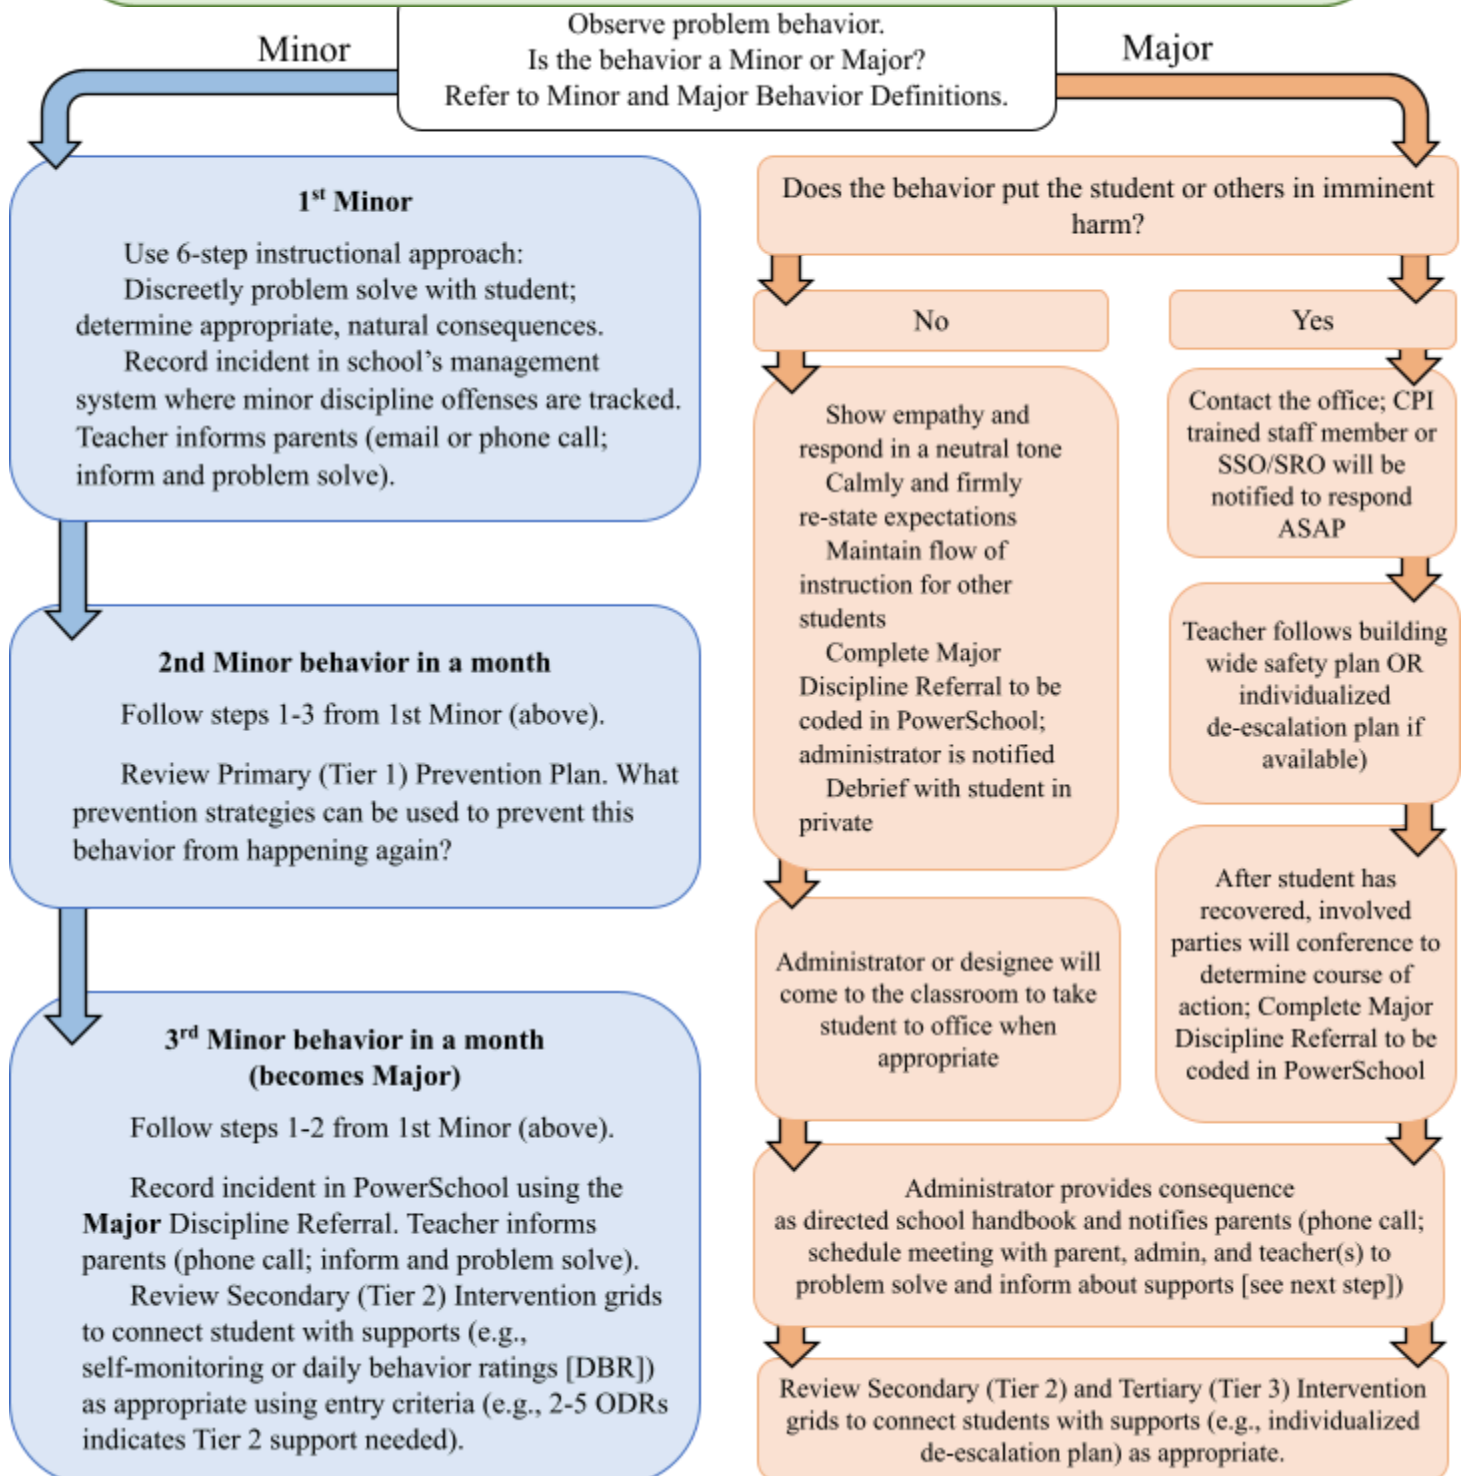 Observe problem behavior.
Is the behavior a Minor or Major?
Refer to Minor and Major Behavior Definitions.
Minor
Major
1st Minor
Use 6-step instructional approach:
Discreetly problem solve with student;
determine appropriate, natural consequences.
Record incident in school's management
system where minor discipline offenses are tracked.
Teacher informs parents (email or phone call;
inform and problem solve).
2nd Minor behavior in a month
Follow steps 1-3 from 1st Minor (above).
Review Primary (Tier 1) Prevention Plan. What
prevention strategies can be used to prevent this
behavior from happening again?
3rd Minor behavior in a month
(becomes Major)
Follow steps 1-2 from 1st Minor (above).
Record incident in PowerSchool using the
Major Discipline Referral. Teacher informs
parents (phone call; inform and problem solve).
Review Secondary (Tier 2) Intervention grids
to connect student with supports (e.g.,
self-monitoring or daily behavior ratings [DBR])
as appropriate using entry criteria (e.g., 2-5 ODRs
indicates Tier 2 support needed).
Does the behavior put the student or others in imminent
harm?
No
Show empathy and
respond in a neutral tone
Calmly and firmly
re-state expectations
Maintain flow of
instruction for other
students
Complete Major
Discipline Referral to be
coded in PowerSchool;
administrator is notified
Debrief with student in
private
Administrator or designee will
come to the classroom to take
student to office when
appropriate
Yes
Contact the office; CPI
trained staff member or
SSO/SRO will be
notified to respond
ASAP
Teacher follows building
wide safety plan OR
individualized
de-escalation plan if
available)
After student has
recovered, involved
parties will conference to
determine course of
action; Complete Major
Discipline Referral to be
coded in PowerSchool
Administrator provides consequence
as directed school handbook and notifies parents (phone call;
schedule meeting with parent, admin, and teacher(s) to
problem solve and inform about supports [see next step])
Review Secondary (Tier 2) and Tertiary (Tier 3) Intervention
grids to connect students with supports (e.g., individualized
de-escalation plan) as appropriate.